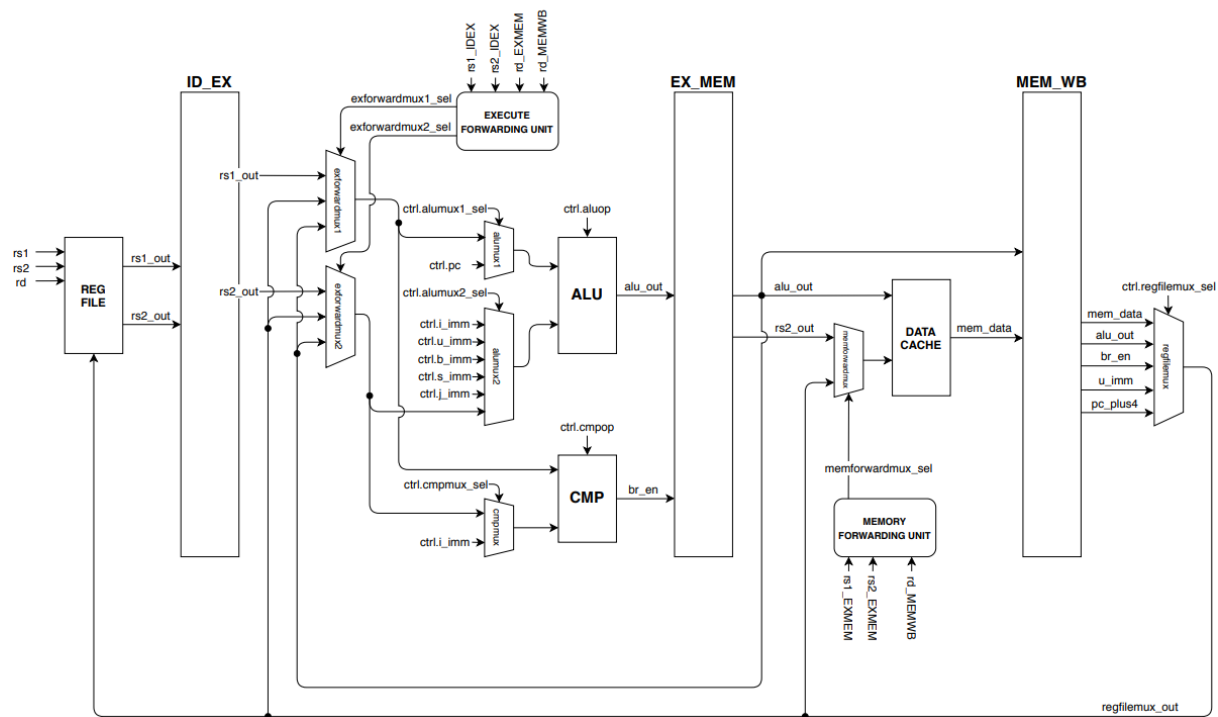 rs1_IDEX
rs2_IDEX
rd_EXMEM
rd_MEMWB
ID_EX
EX_MEM
MEM_WB
exforwardmux1_sel
EXECUTE
FORWARDING UNIT
exforwardmux2_sel
rs1_out
exforwardmux1
ctrl.alumux1_sel
ctrl.aluop
alumux1
ctrl.pc
rs1
rs2
rd
REG
FILE
rs1_out
rs2_out
rs2_out
exforwardmux2
ctrl.alumux2_sel
ctrl.i_imm
ctrl.u_imm
ctrl.b_imm
ctrl.s_imm
ctrl.j_imm
alumux2
ALU
alu_out
alu_out
rs2_out
memforwardmux
DATA
CACHE
mem_data
ctrl.regfilemux_sel
mem_data
alu_out
br_en
u_imm
pc_plus4
regfilemux
ctrl.cmpop
ctrl.cmpmux_sel
cmpmux
ctrl.i_imm
CMP
br_en
memforwardmux_sel
MEMORY
FORWARDING UNIT
rs1_EXMEM
rs2_EXMEM
rd_MEMWB
regfilemux_out